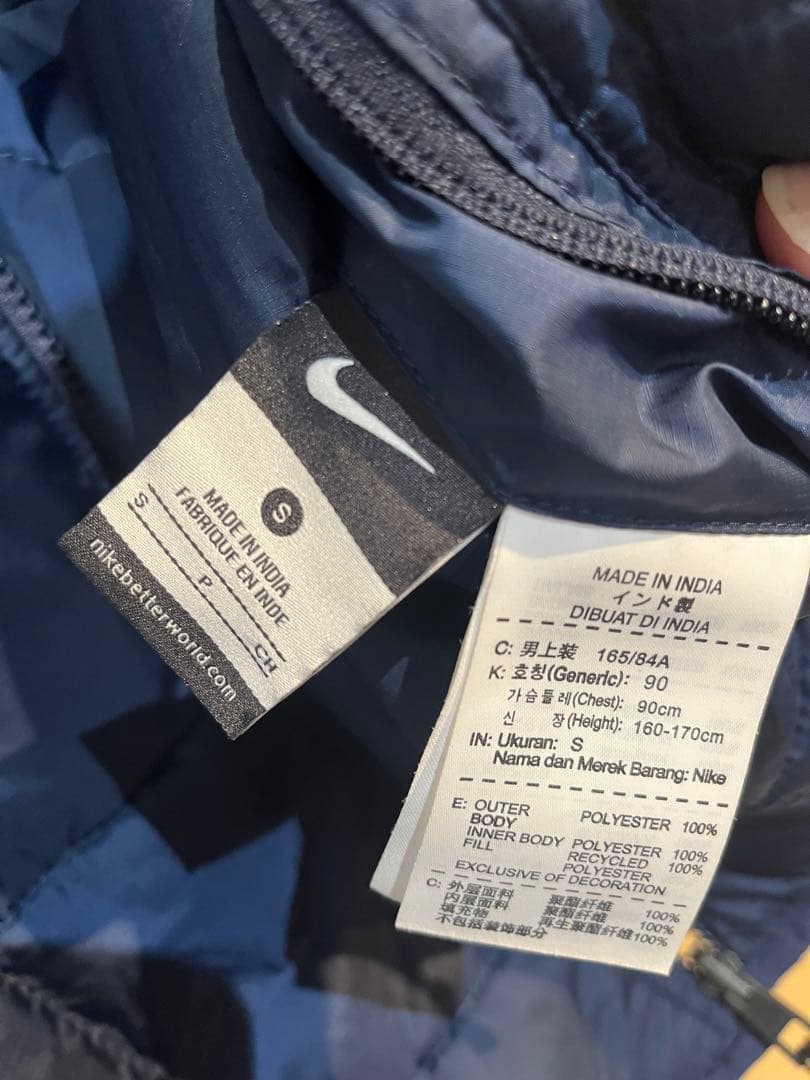 S
MADE IN INDIA
FABRIQUE EN INDE
S P CH
nikebetterworld.com
MADE IN INDIA
インド製
DIBUAT DI INDIA
C: 男上装 165/84A
K: 호칭(Generic): 90
가슴둘레(Chest): 90cm
신 장(Height): 160-170cm
IN: Ukuran: S
Nama dan Merek Barang: Nike
E: OUTER
BODY POLYESTER 100%
INNER BODY POLYESTER 100%
FILL RECYCLED 100%
POLYESTER
EXCLUSIVE OF DECORATION
C: 外层面料 聚酯纤维 100%
内层面料 聚酯纤维 100%
填充物 再生聚酯纤维100%
不包括装饰部分